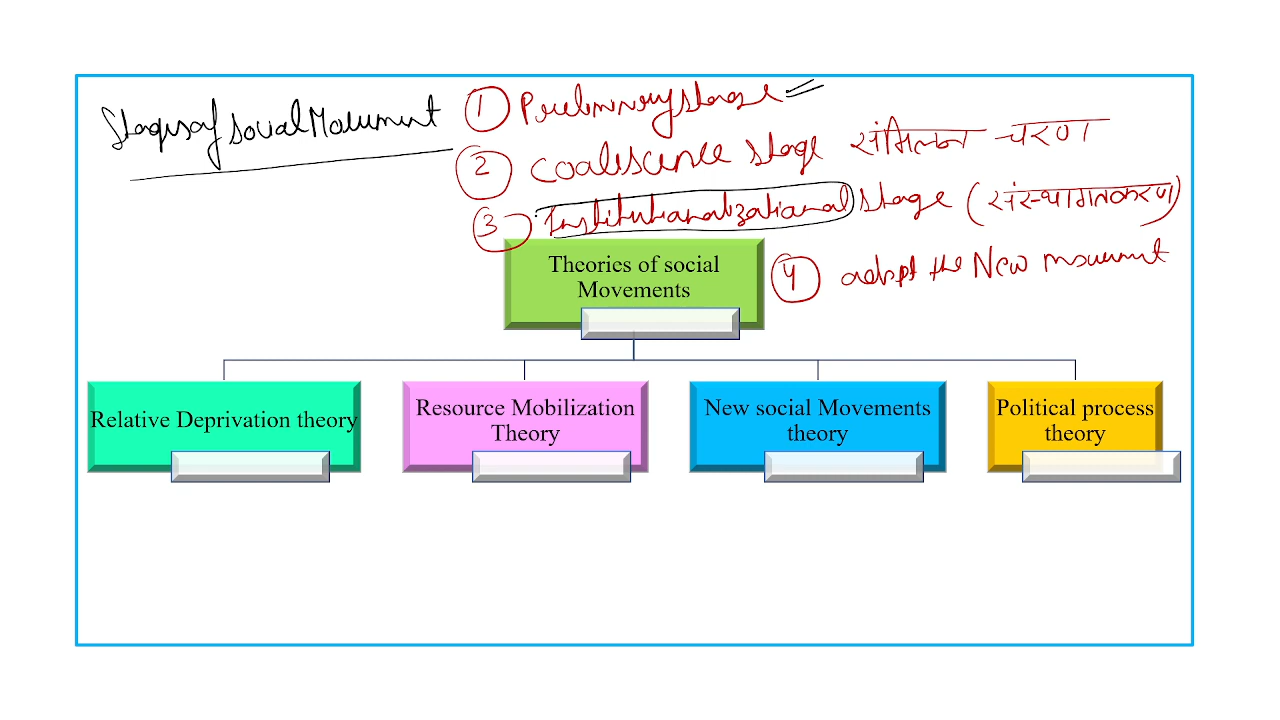 Stages of Social Movement
① Preliminary stage
② Coalescence stage संमिलन चरण
③ Institutionalizational stage (संस्थागतकरण)
④ adopt the New movement
Theories of social
Movements
Relative Deprivation theory
Resource Mobilization
Theory
New social Movements
theory
Political process
theory